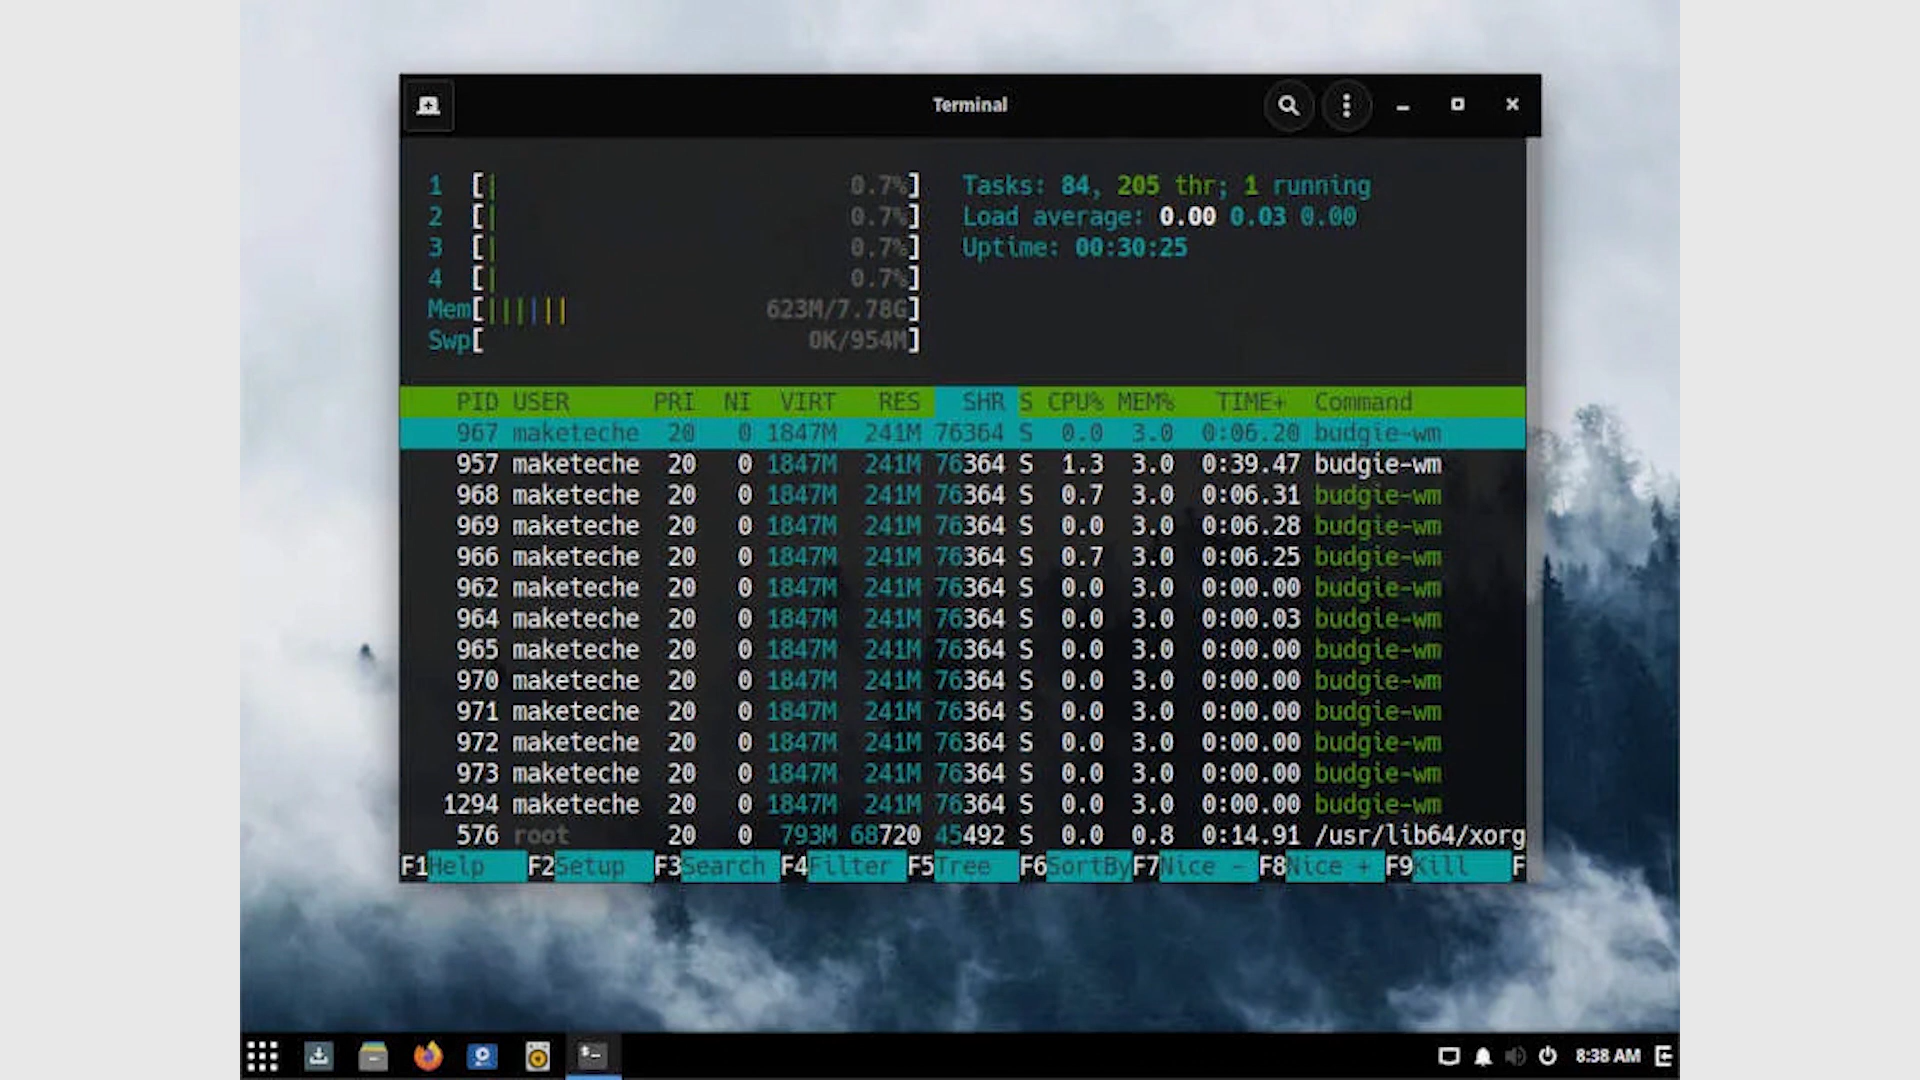 Terminal
1 [| 0.7%] Tasks: 84, 205 thr; 1 running
2 [| 0.7%] Load average: 0.00 0.03 0.00
3 [| 0.7%] Uptime: 00:30:25
4 [| 0.7%]
Mem[|||||| 623M/7.78G]
Swp[ 0K/954M]
PID USER PRI NI VIRT RES SHR S CPU% MEM% TIME+ Command
967 maketeche 20 0 1847M 241M 76364 S 0.0 3.0 0:06.20 budgie-wm
957 maketeche 20 0 1847M 241M 76364 S 1.3 3.0 0:39.47 budgie-wm
968 maketeche 20 0 1847M 241M 76364 S 0.7 3.0 0:06.31 budgie-wm
969 maketeche 20 0 1847M 241M 76364 S 0.0 3.0 0:06.28 budgie-wm
966 maketeche 20 0 1847M 241M 76364 S 0.7 3.0 0:06.25 budgie-wm
962 maketeche 20 0 1847M 241M 76364 S 0.0 3.0 0:00.00 budgie-wm
964 maketeche 20 0 1847M 241M 76364 S 0.0 3.0 0:00.03 budgie-wm
965 maketeche 20 0 1847M 241M 76364 S 0.0 3.0 0:00.00 budgie-wm
970 maketeche 20 0 1847M 241M 76364 S 0.0 3.0 0:00.00 budgie-wm
971 maketeche 20 0 1847M 241M 76364 S 0.0 3.0 0:00.00 budgie-wm
972 maketeche 20 0 1847M 241M 76364 S 0.0 3.0 0:00.00 budgie-wm
973 maketeche 20 0 1847M 241M 76364 S 0.0 3.0 0:00.00 budgie-wm
1294 maketeche 20 0 1847M 241M 76364 S 0.0 3.0 0:00.00 budgie-wm
576 root 20 0 793M 68720 45492 S 0.0 0.8 0:14.91 /usr/lib64/xorg
F1Help F2Setup F3Search F4Filter F5Tree F6SortBy F7Nice - F8Nice + F9Kill F
8:38 AM